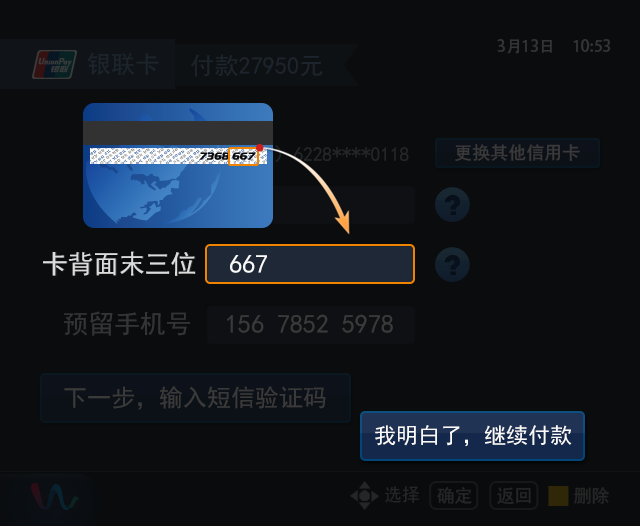 3月13日 10:53
UnionPay 银联
银联卡 付款27950元
7368 667
6228****0118 更换其他信用卡
?
卡背面末三位 667 ?
预留手机号 156 7852 5978
下一步，输入短信验证码
我明白了，继续付款
选择 确定 返回 删除